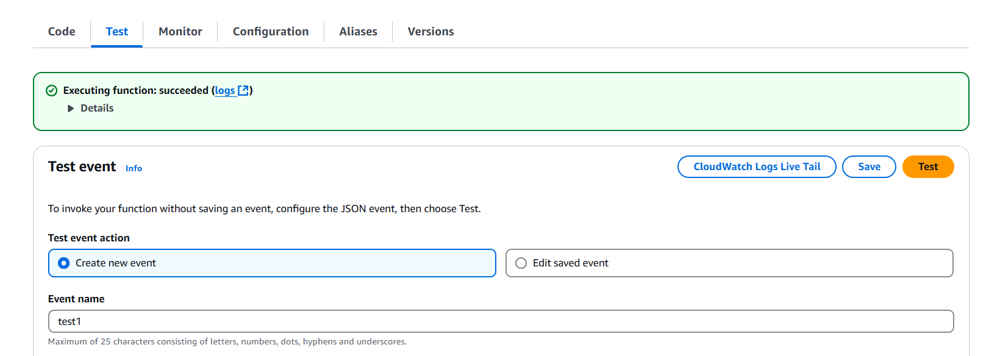 Code Test Monitor Configuration Aliases Versions
Executing function: succeeded (logs)
Details
Test event Info CloudWatch Logs Live Tail Save Test
To invoke your function without saving an event, configure the JSON event, then choose Test.
Test event action
Create new event Edit saved event
Event name
test1
Maximum of 25 characters consisting of letters, numbers, dots, hyphens and underscores.